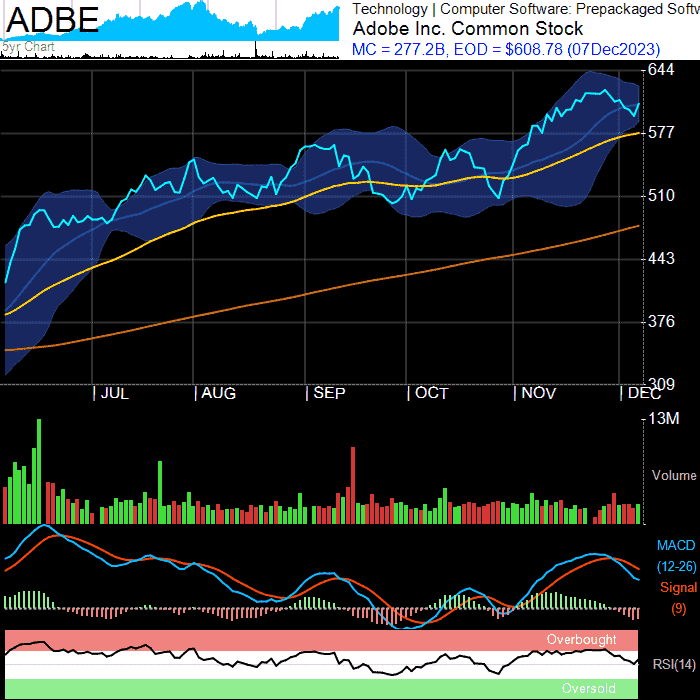 ADBE
5yr Chart
Technology | Computer Software: Prepackaged Softw
Adobe Inc. Common Stock
MC = 277.2B, EOD = $608.78 (07Dec2023)
644
577
510
443
376
309
| JUL | AUG | SEP | OCT | NOV | DEC
13M
Volume
MACD
(12-26)
Signal
(9)
Overbought
RSI(14)
Oversold